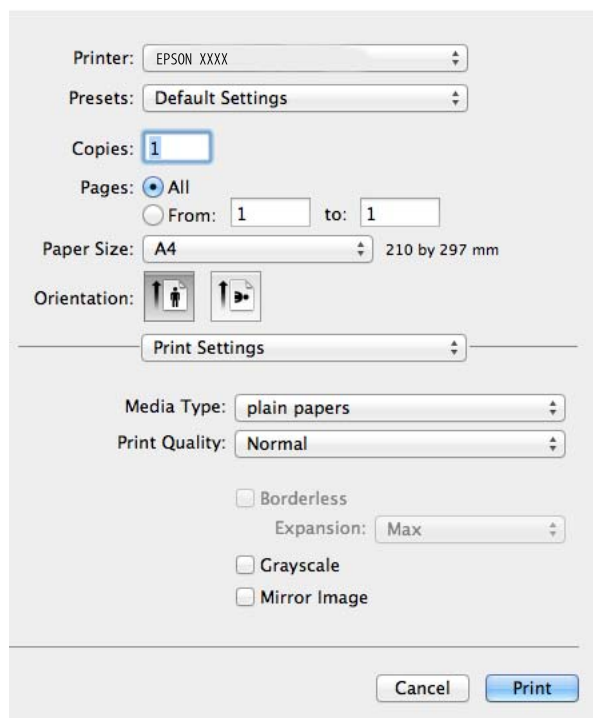 Printer: EPSON XXXX
Presets: Default Settings
Copies: 1
Pages: All
From: 1 to: 1
Paper Size: A4 210 by 297 mm
Orientation:
Print Settings
Media Type: plain papers
Print Quality: Normal
Borderless
Expansion: Max
Grayscale
Mirror Image
Cancel Print